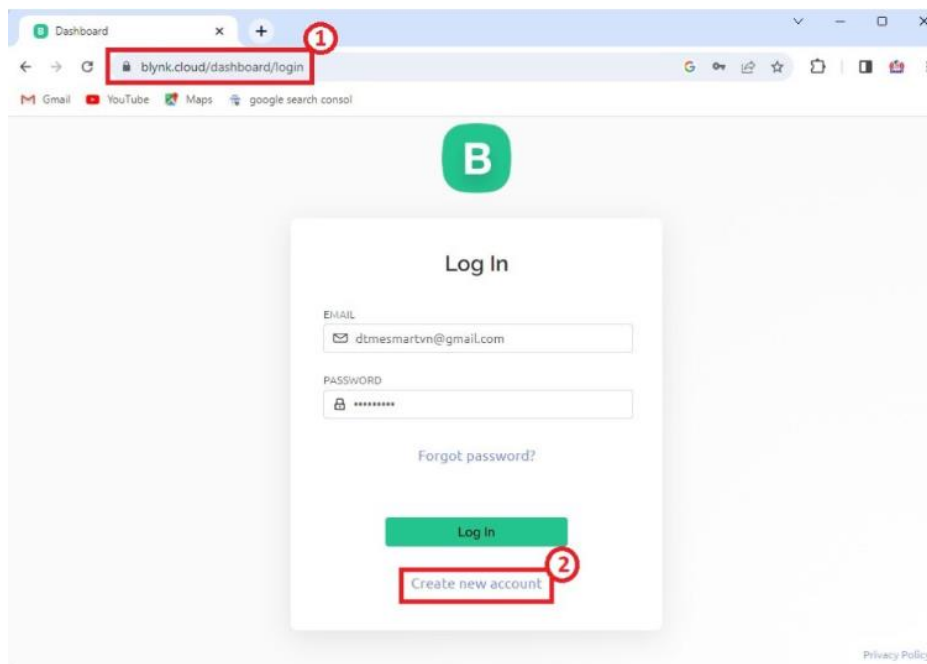 Dashboard
1
blynk.cloud/dashboard/login
Gmail YouTube Maps google search consol
B
Log In
EMAIL
dtmesmartvn@gmail.com
PASSWORD
•••••••••
Forgot password?
Log In
2
Create new account
Privacy Policy